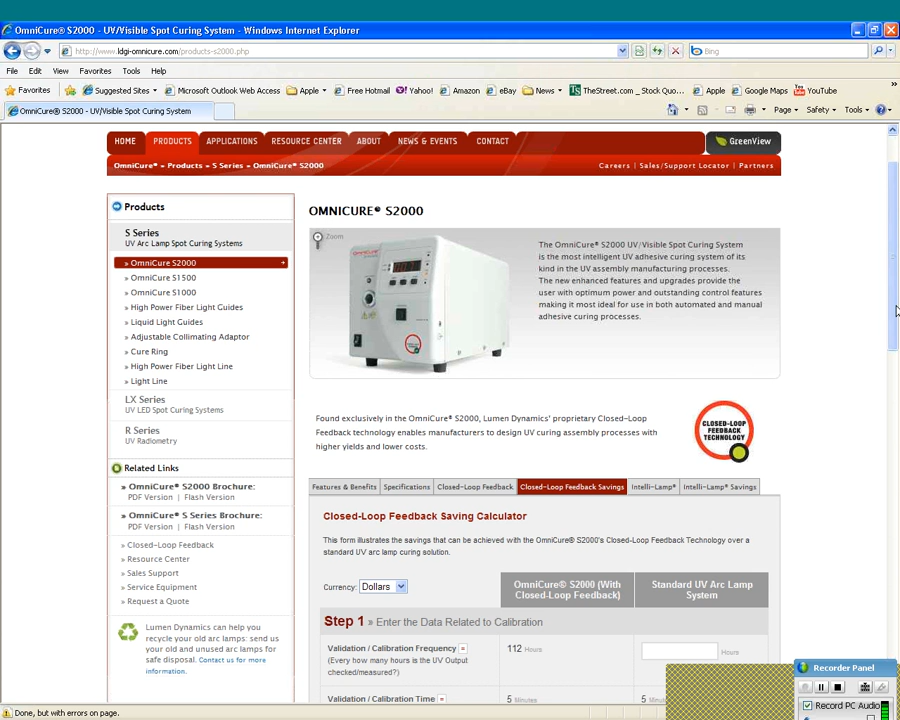 OmniCure® S2000 - UV/Visible Spot Curing System - Windows Internet Explorer
http://www.ldgi-omnicure.com/products-s2000.php
Bing
File Edit View Favorites Tools Help
Favorites Suggested Sites Microsoft Outlook Web Access Apple Free Hotmail Yahoo! Amazon eBay News TheStreet.com _ Stock Quo... Apple Google Maps YouTube
OmniCure® S2000 - UV/Visible Spot Curing System
Page Safety Tools
HOME PRODUCTS APPLICATIONS RESOURCE CENTER ABOUT NEWS & EVENTS CONTACT GreenView
OmniCure® » Products » S Series » OmniCure® S2000 Careers | Sales/Support Locator | Partners
Products
S Series
UV Arc Lamp Spot Curing Systems
» OmniCure S2000
» OmniCure S1500
» OmniCure S1000
» High Power Fiber Light Guides
» Liquid Light Guides
» Adjustable Collimating Adaptor
» Cure Ring
» High Power Fiber Light Line
» Light Line
LX Series
UV LED Spot Curing Systems
R Series
UV Radiometry
Related Links
» OmniCure® S2000 Brochure:
PDF Version | Flash Version
» OmniCure® S Series Brochure:
PDF Version | Flash Version
» Closed-Loop Feedback
» Resource Center
» Sales Support
» Service Equipment
» Request a Quote
Lumen Dynamics can help you
recycle your old arc lamps: send us
your old and unused arc lamps for
safe disposal. Contact us for more
information.
OMNICURE® S2000
Zoom
The OmniCure® S2000 UV/Visible Spot Curing System
is the most intelligent UV adhesive curing system of its
kind in the UV assembly manufacturing processes.
The new enhanced features and upgrades provide the
user with optimum power and outstanding control features
making it most ideal for use in both automated and manual
adhesive curing processes.
Found exclusively in the OmniCure® S2000, Lumen Dynamics' proprietary Closed-Loop
Feedback technology enables manufacturers to design UV curing assembly processes with
higher yields and lower costs.
CLOSED-LOOP
FEEDBACK
TECHNOLOGY
Features & Benefits Specifications Closed-Loop Feedback Closed-Loop Feedback Savings Intelli-Lamp® Intelli-Lamp® Savings
Closed-Loop Feedback Saving Calculator
This form illustrates the savings that can be achieved with the OmniCure® S2000's Closed-Loop Feedback Technology over a
standard UV arc lamp curing solution.
Currency: Dollars
OmniCure® S2000 (With
Closed-Loop Feedback)
Standard UV Arc Lamp
System
Step 1 » Enter the Data Related to Calibration
Validation / Calibration Frequency
(Every how many hours is the UV Output
checked/measured?)
112 Hours
Hours
Validation / Calibration Time
5 Minutes
5
Recorder Panel
Record PC Audio
Done, but with errors on page.